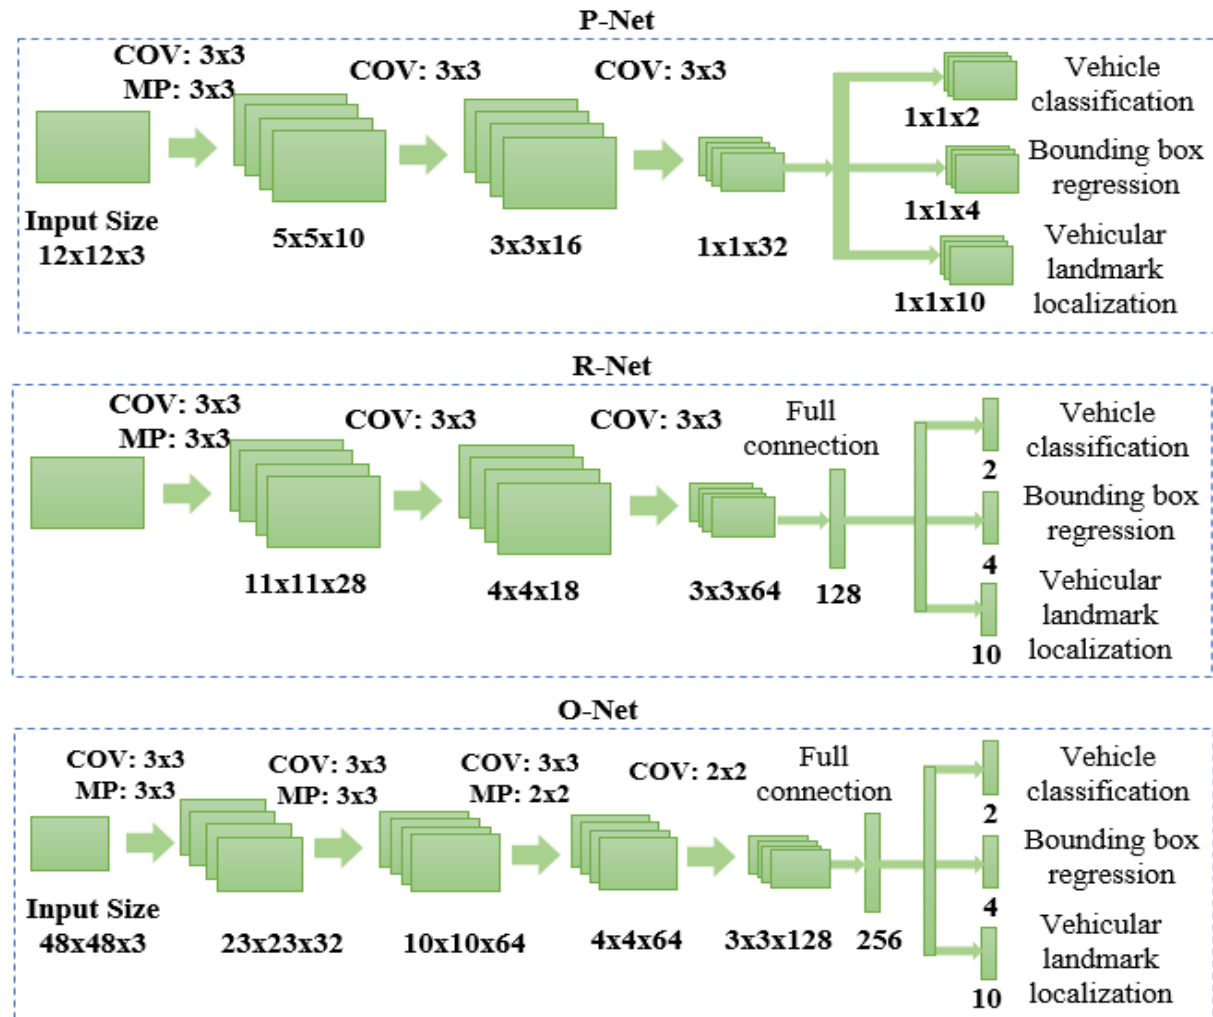 P-Net
COV: 3x3
MP: 3x3
COV: 3x3
COV: 3x3
Input Size
12x12x3
5x5x10
3x3x16
1x1x32
1x1x2
Vehicle
classification
1x1x4
Bounding box
regression
1x1x10
Vehicular
landmark
localization
R-Net
COV: 3x3
MP: 3x3
COV: 3x3
COV: 3x3
Full
connection
11x11x28
4x4x18
3x3x64
128
2
Vehicle
classification
4
Bounding box
regression
10
Vehicular
landmark
localization
O-Net
COV: 3x3
MP: 3x3
COV: 3x3
MP: 3x3
COV: 3x3
MP: 2x2
COV: 2x2
Full
connection
Input Size
48x48x3
23x23x32
10x10x64
4x4x64
3x3x128
256
2
Vehicle
classification
4
Bounding box
regression
10
Vehicular
landmark
localization